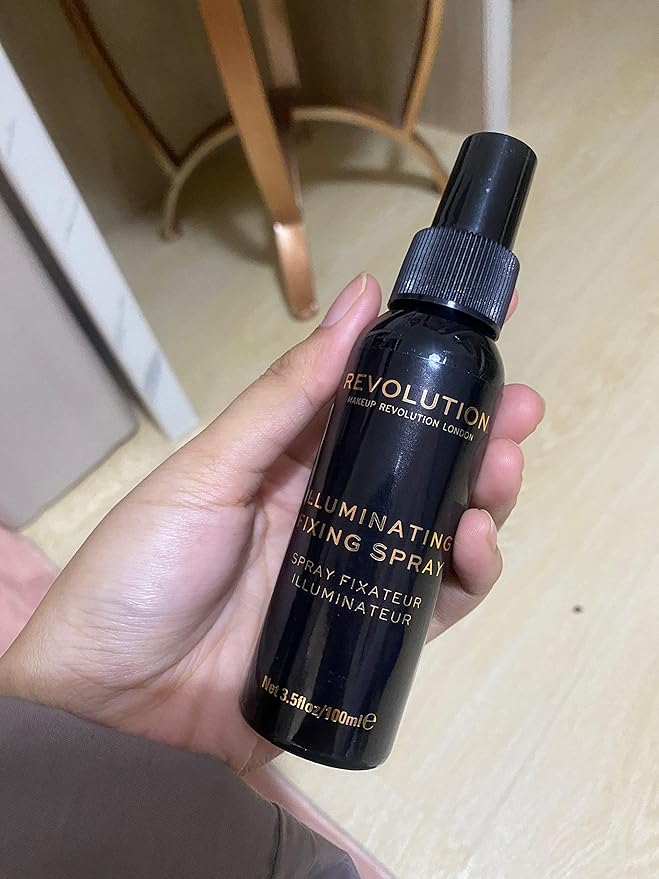 REVOLUTION
MAKEUP REVOLUTION LONDON
ILLUMINATING
FIXING SPRAY
SPRAY FIXATEUR
ILLUMINATEUR
Net 3.5floz/100ml℮